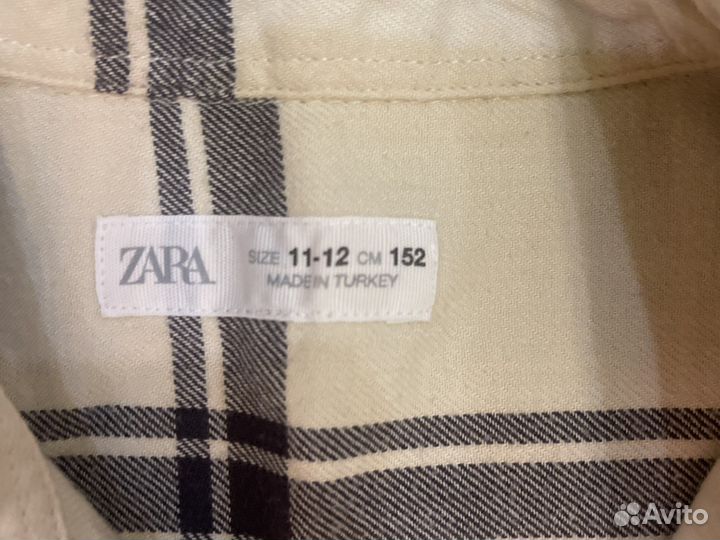 ZARA
SIZE 11-12 CM 152
MADE IN TURKEY
Avito